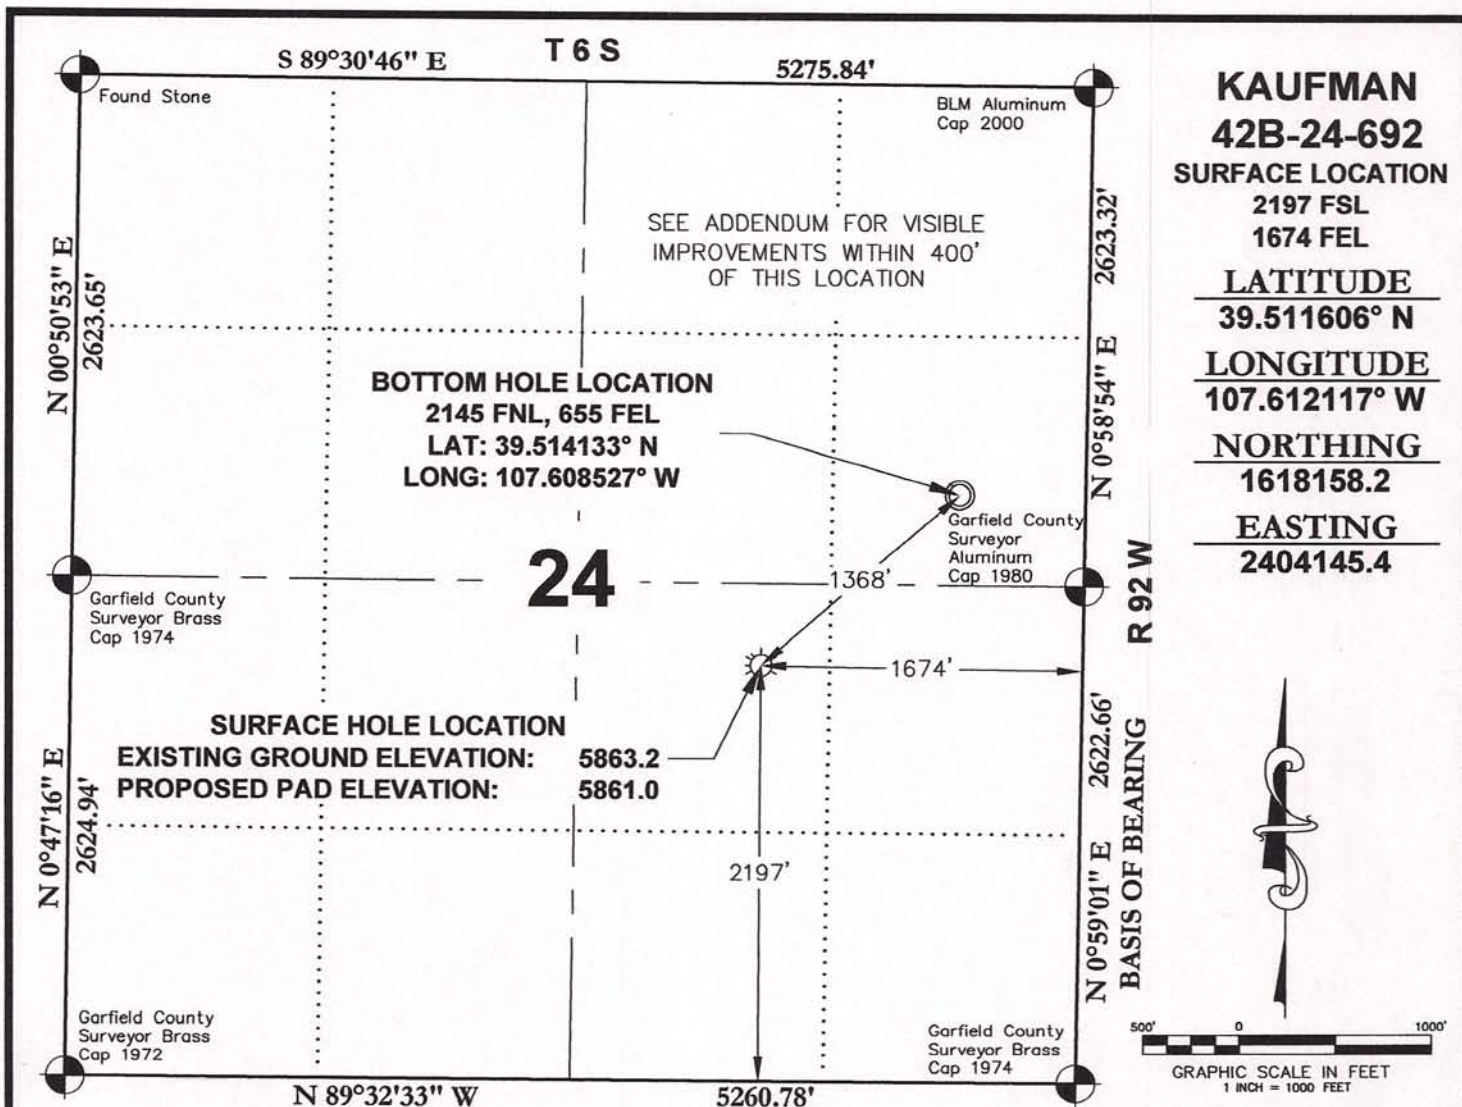 T 6 S
S 89°30'46" E
5275.84'
Found Stone
BLM Aluminum
Cap 2000
KAUFMAN
42B-24-692
SURFACE LOCATION
2197 FSL
1674 FEL
LATITUDE
39.511606° N
LONGITUDE
107.612117° W
NORTHING
1618158.2
EASTING
2404145.4
SEE ADDENDUM FOR VISIBLE
IMPROVEMENTS WITHIN 400'
OF THIS LOCATION
N 00°50'53" E
2623.65'
2623.32'
N 0°58'54" E
BOTTOM HOLE LOCATION
2145 FNL, 655 FEL
LAT: 39.514133° N
LONG: 107.608527° W
Garfield County
Surveyor
Aluminum
Cap 1980
24
1368'
R 92 W
Garfield County
Surveyor Brass
Cap 1974
1674'
SURFACE HOLE LOCATION
EXISTING GROUND ELEVATION: 5863.2
PROPOSED PAD ELEVATION: 5861.0
N 0°47'16" E
2624.94'
2622.66'
N 0°59'01" E
BASIS OF BEARING
2197'
Garfield County
Surveyor Brass
Cap 1972
Garfield County
Surveyor Brass
Cap 1974
N 89°32'33" W
5260.78'
500' 0 1000'
GRAPHIC SCALE IN FEET
1 INCH = 1000 FEET